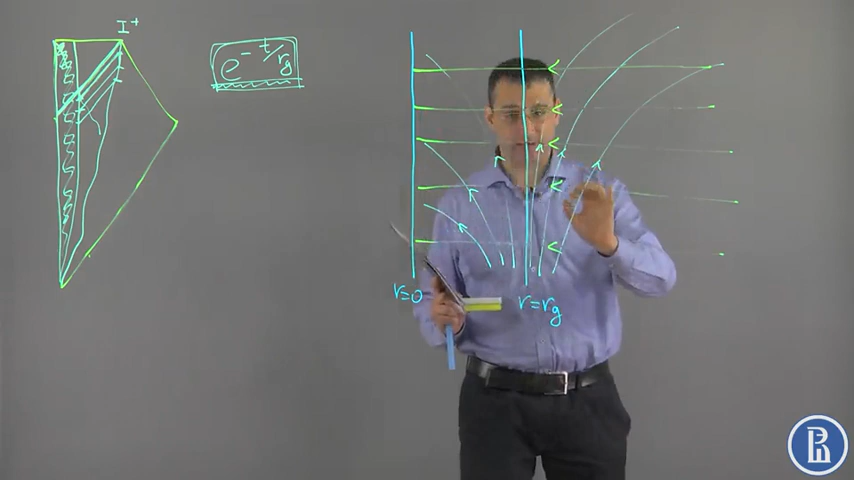 I⁺
e^{-t/r_g}
r=0
r=r_g